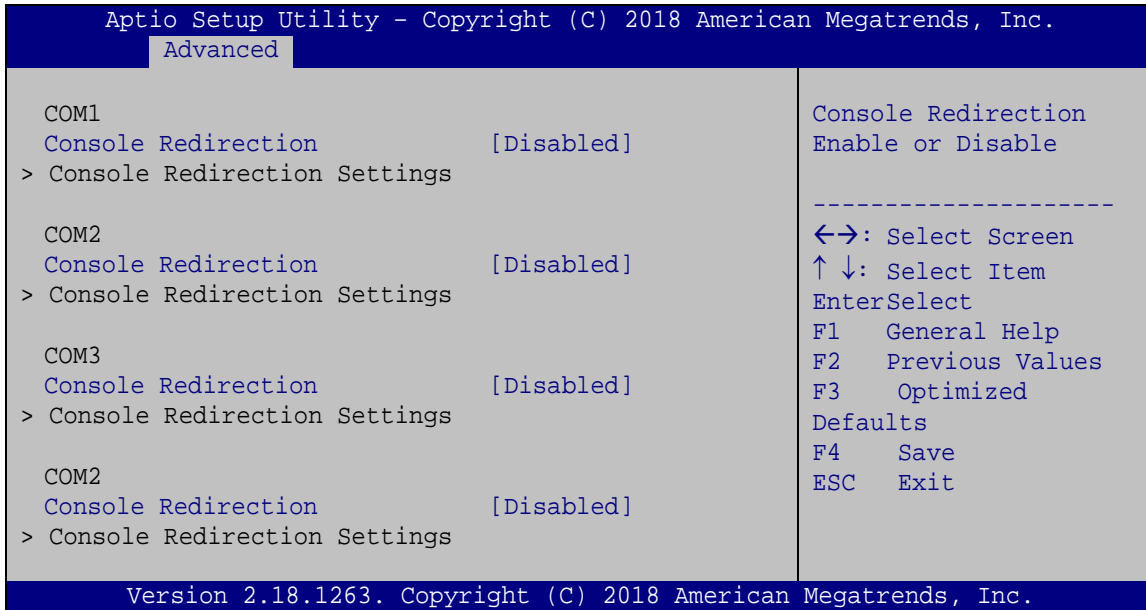 Aptio Setup Utility – Copyright (C) 2018 American Megatrends, Inc.
Advanced
COM1
Console Redirection [Disabled]
> Console Redirection Settings
COM2
Console Redirection [Disabled]
> Console Redirection Settings
COM3
Console Redirection [Disabled]
> Console Redirection Settings
COM2
Console Redirection [Disabled]
> Console Redirection Settings
Console Redirection
Enable or Disable
---------------------
←→: Select Screen
↑ ↓: Select Item
EnterSelect
F1 General Help
F2 Previous Values
F3 Optimized
Defaults
F4 Save
ESC Exit
Version 2.18.1263. Copyright (C) 2018 American Megatrends, Inc.